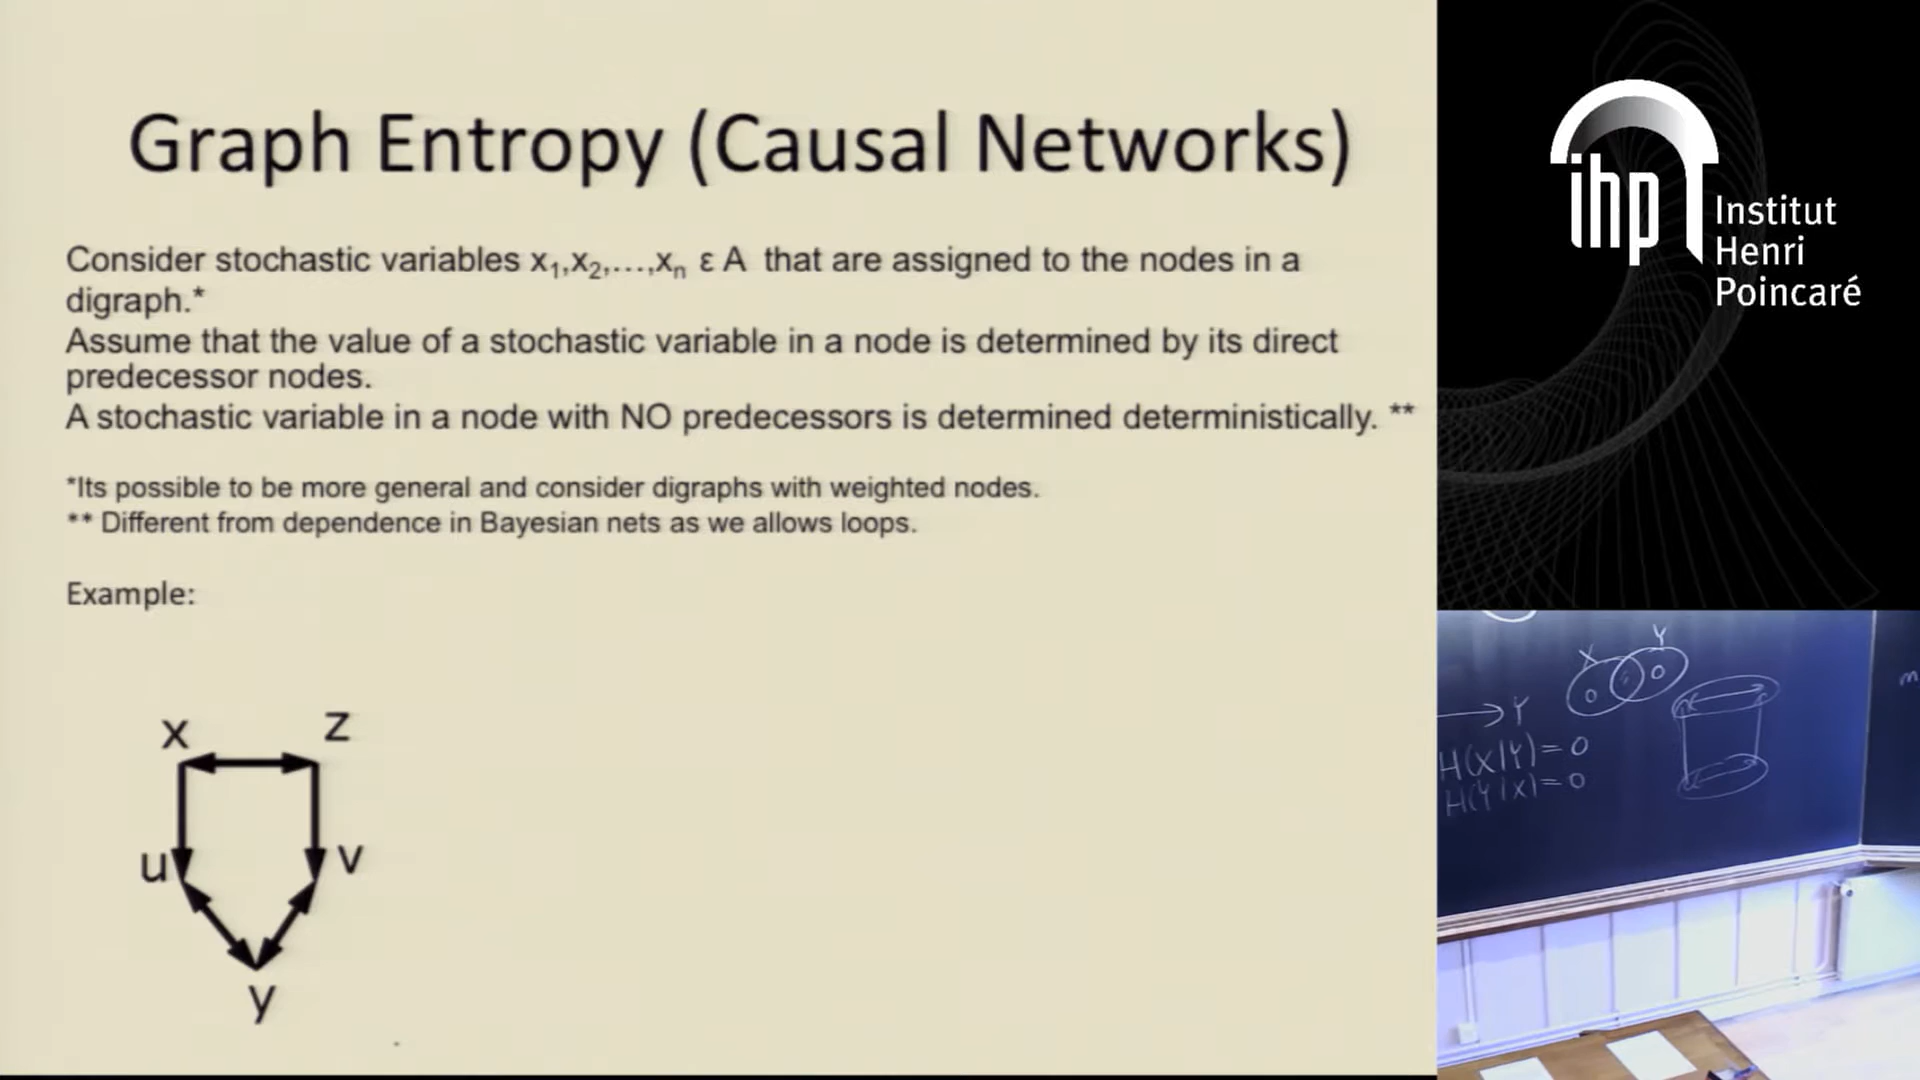 Graph Entropy (Causal Networks)
Consider stochastic variables x₁,x₂,...,xₙ ε A that are assigned to the nodes in a
digraph.*
Assume that the value of a stochastic variable in a node is determined by its direct
predecessor nodes.
A stochastic variable in a node with NO predecessors is determined deterministically. **
*Its possible to be more general and consider digraphs with weighted nodes.
** Different from dependence in Bayesian nets as we allows loops.
Example:
x z
u v
y
ihp
Institut
Henri
Poincaré
X Y
0 0
→ Y
H(X|Y) = 0
H(Y|X) = 0
m